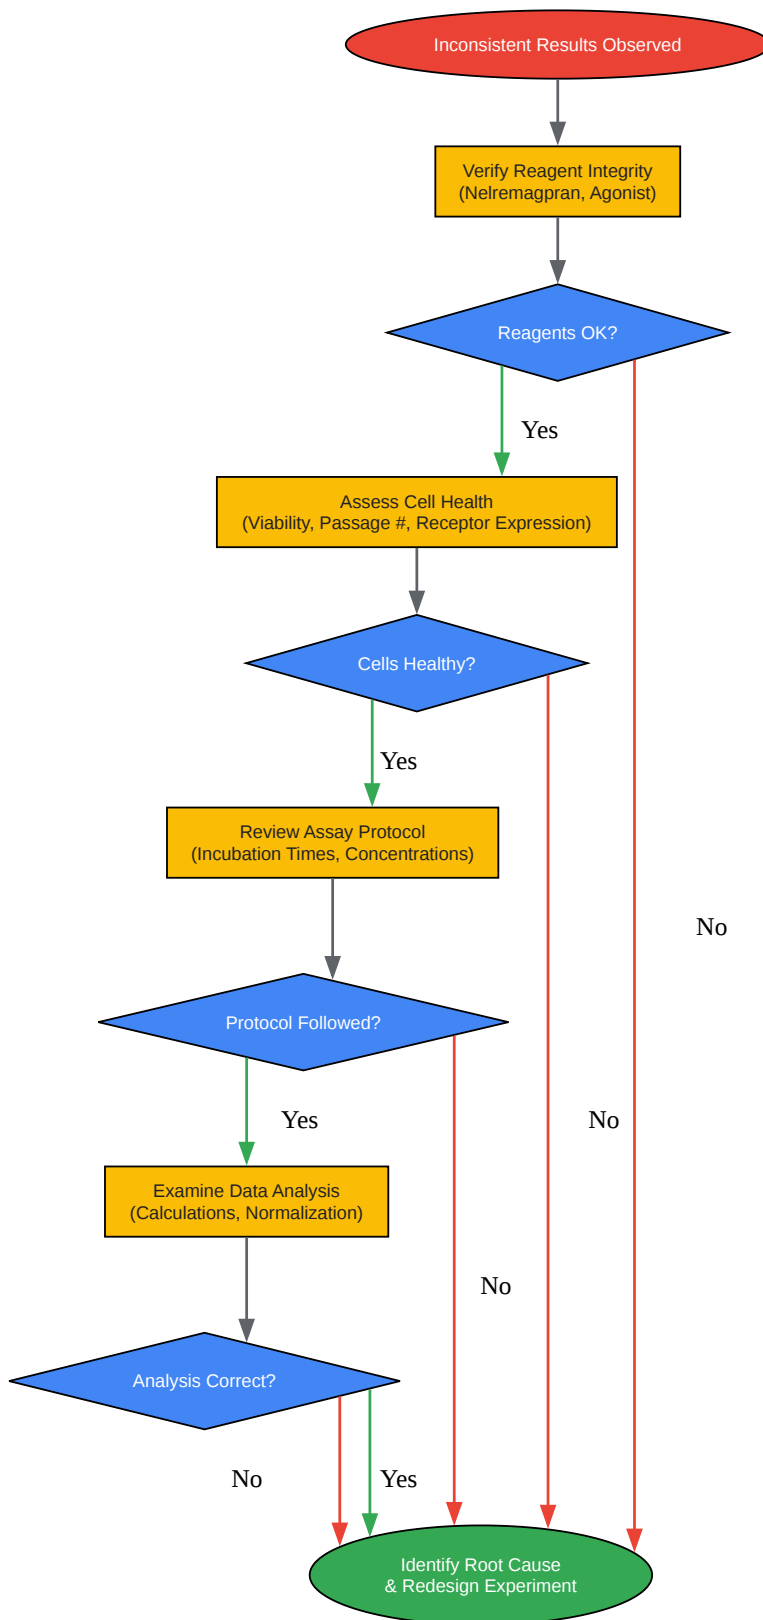 Inconsistent Results Observed
Verify Reagent Integrity
(Nelremagpran, Agonist)
Reagents OK?
Yes
Assess Cell Health
(Viability, Passage #, Receptor Expression)
Cells Healthy?
Yes
Review Assay Protocol
(Incubation Times, Concentrations)
No
Protocol Followed?
Yes
No
Examine Data Analysis
(Calculations, Normalization)
No
Analysis Correct?
No
Yes
Identify Root Cause
& Redesign Experiment